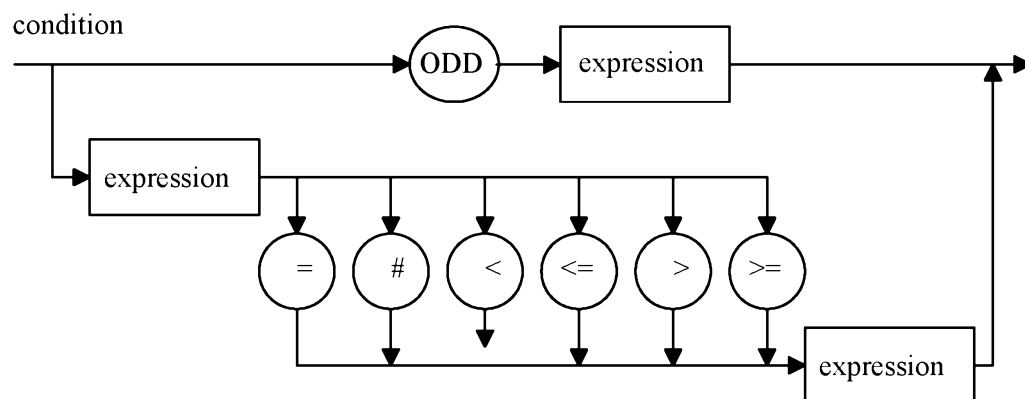 condition
ODD expression
expression
= # < <= > >=
expression